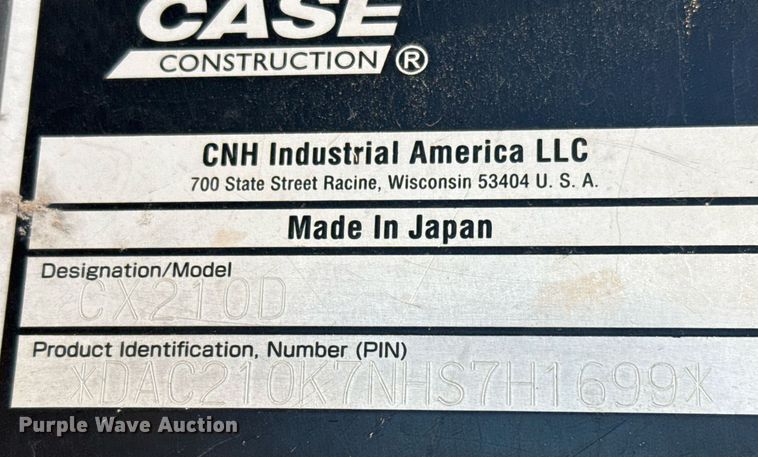 CASE
CONSTRUCTION ®
CNH Industrial America LLC
700 State Street Racine, Wisconsin 53404 U. S. A.
Made In Japan
Designation/Model
CX210D
Product Identification, Number (PIN)
*DAC210K7NHS7H1699*
Purple Wave Auction